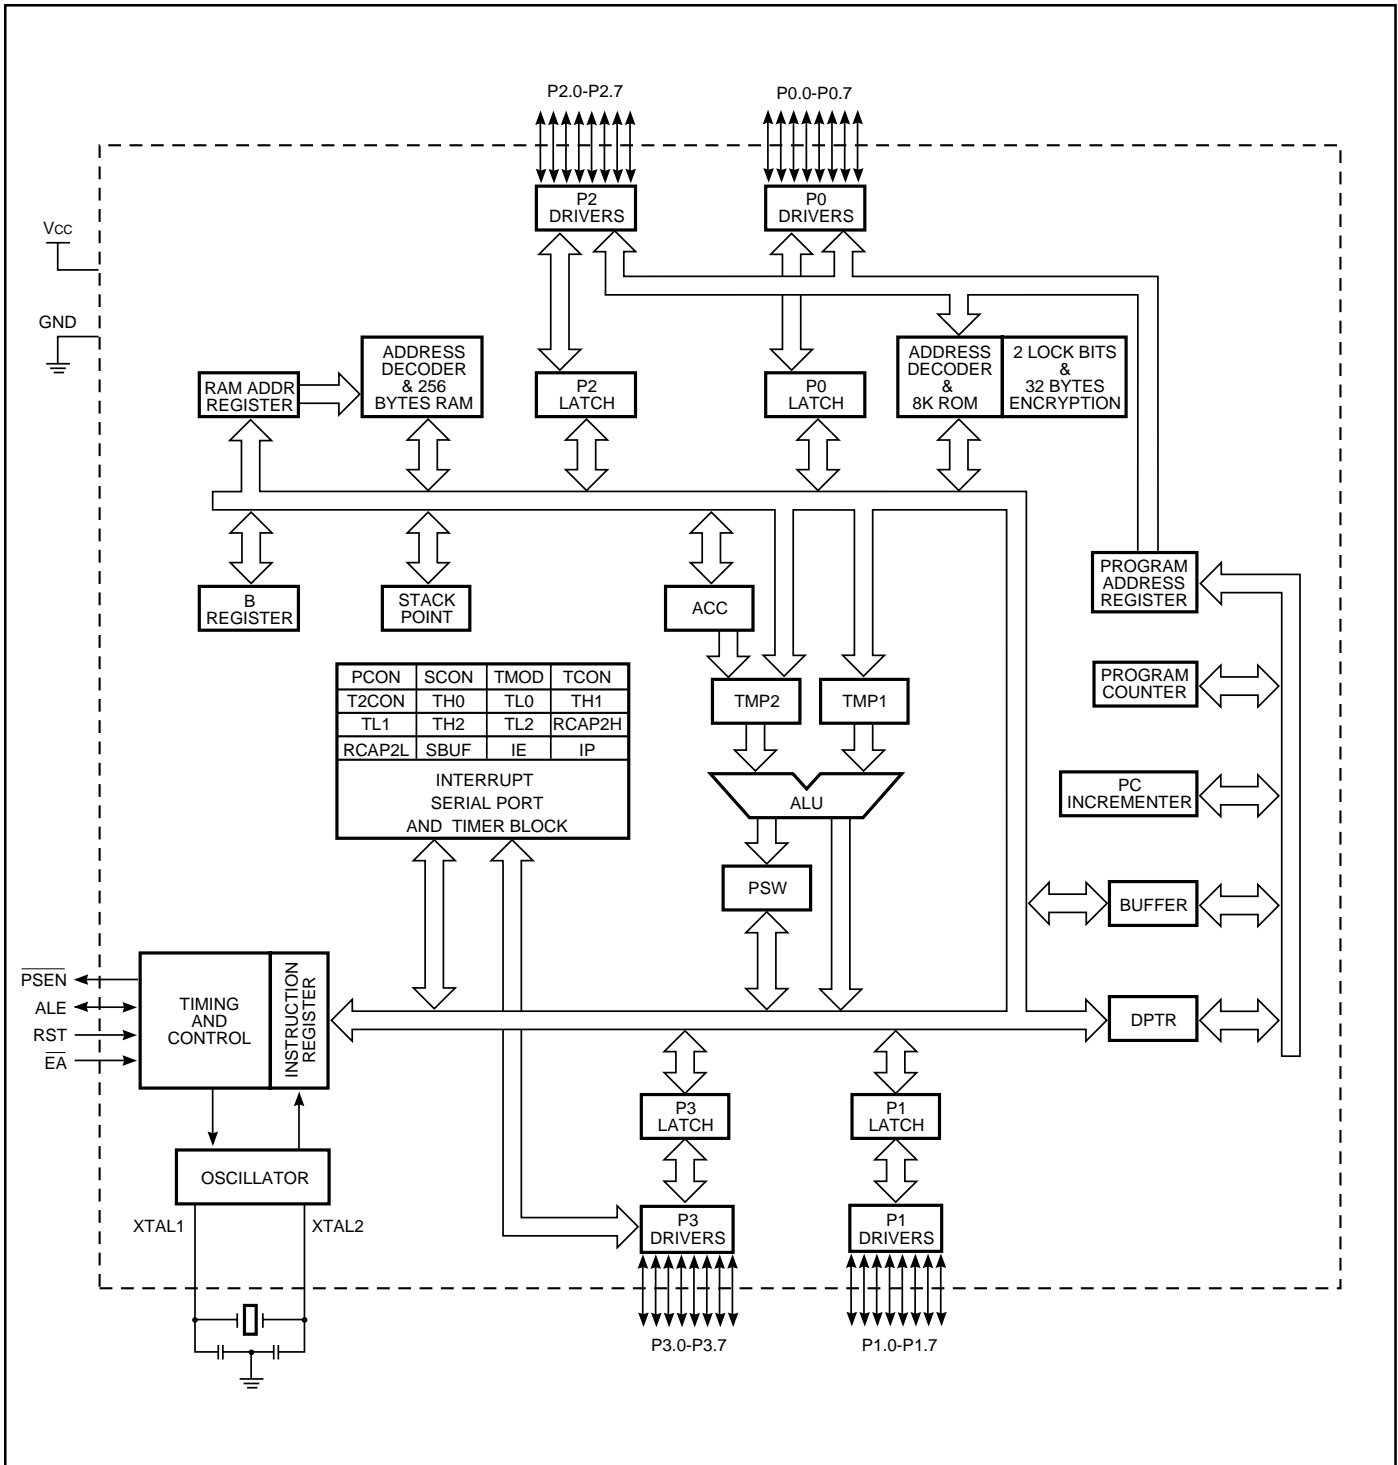 P2.0-P2.7
P0.0-P0.7
P2
DRIVERS
P0
DRIVERS
Vcc
GND
ADDRESS
DECODER
& 256
BYTES RAM
ADDRESS
DECODER
&
8K ROM
2 LOCK BITS
&
32 BYTES
ENCRYPTION
RAM ADDR
REGISTER
P2
LATCH
P0
LATCH
B
REGISTER
STACK
POINT
ACC
PROGRAM
ADDRESS
REGISTER
PCON SCON TMOD TCON
T2CON TH0 TL0 TH1
TL1 TH2 TL2 RCAP2H
RCAP2L SBUF IE IP
INTERRUPT
SERIAL PORT
AND TIMER BLOCK
TMP2
TMP1
PROGRAM
COUNTER
ALU
PC
INCREMENTER
PSW
BUFFER
PSEN
ALE
RST
EA
TIMING
AND
CONTROL
INSTRUCTION
REGISTER
DPTR
P3
LATCH
P1
LATCH
OSCILLATOR
XTAL1
XTAL2
P3
DRIVERS
P1
DRIVERS
P3.0-P3.7
P1.0-P1.7